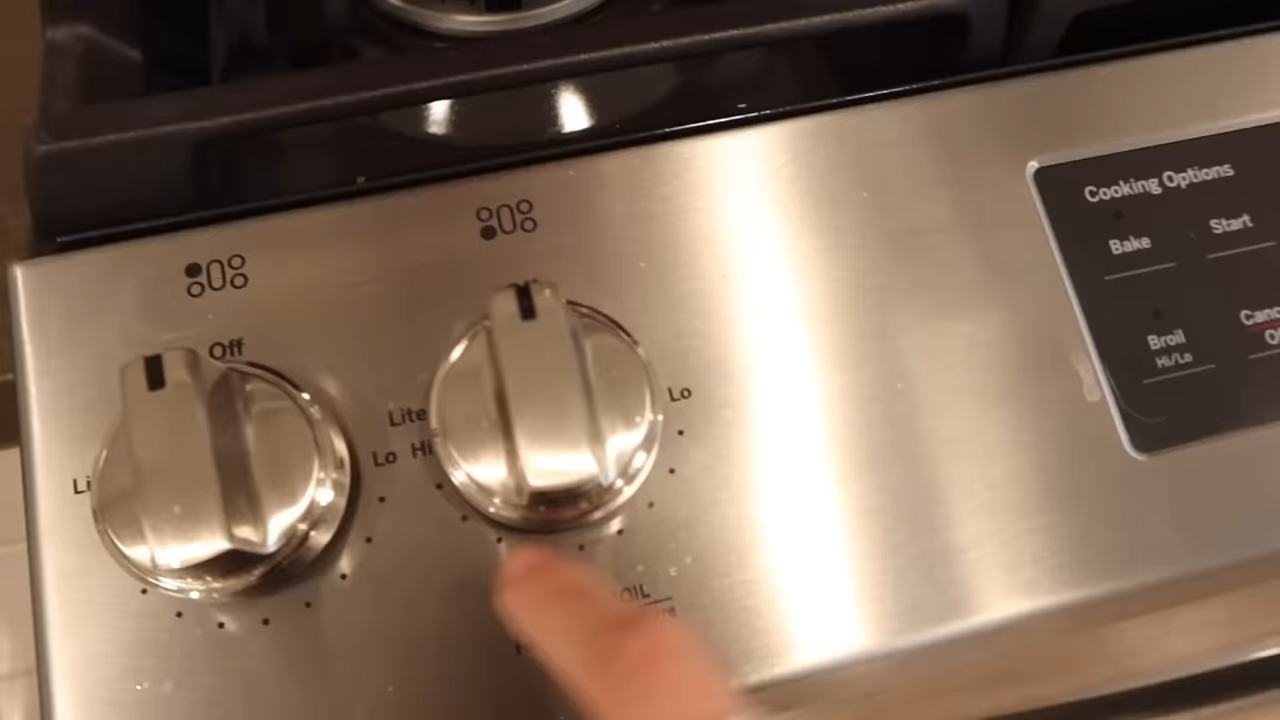 Cooking Options
Bake
Start
Broil
Hi/Lo
Off
Lite
Lo
Hi
Lo